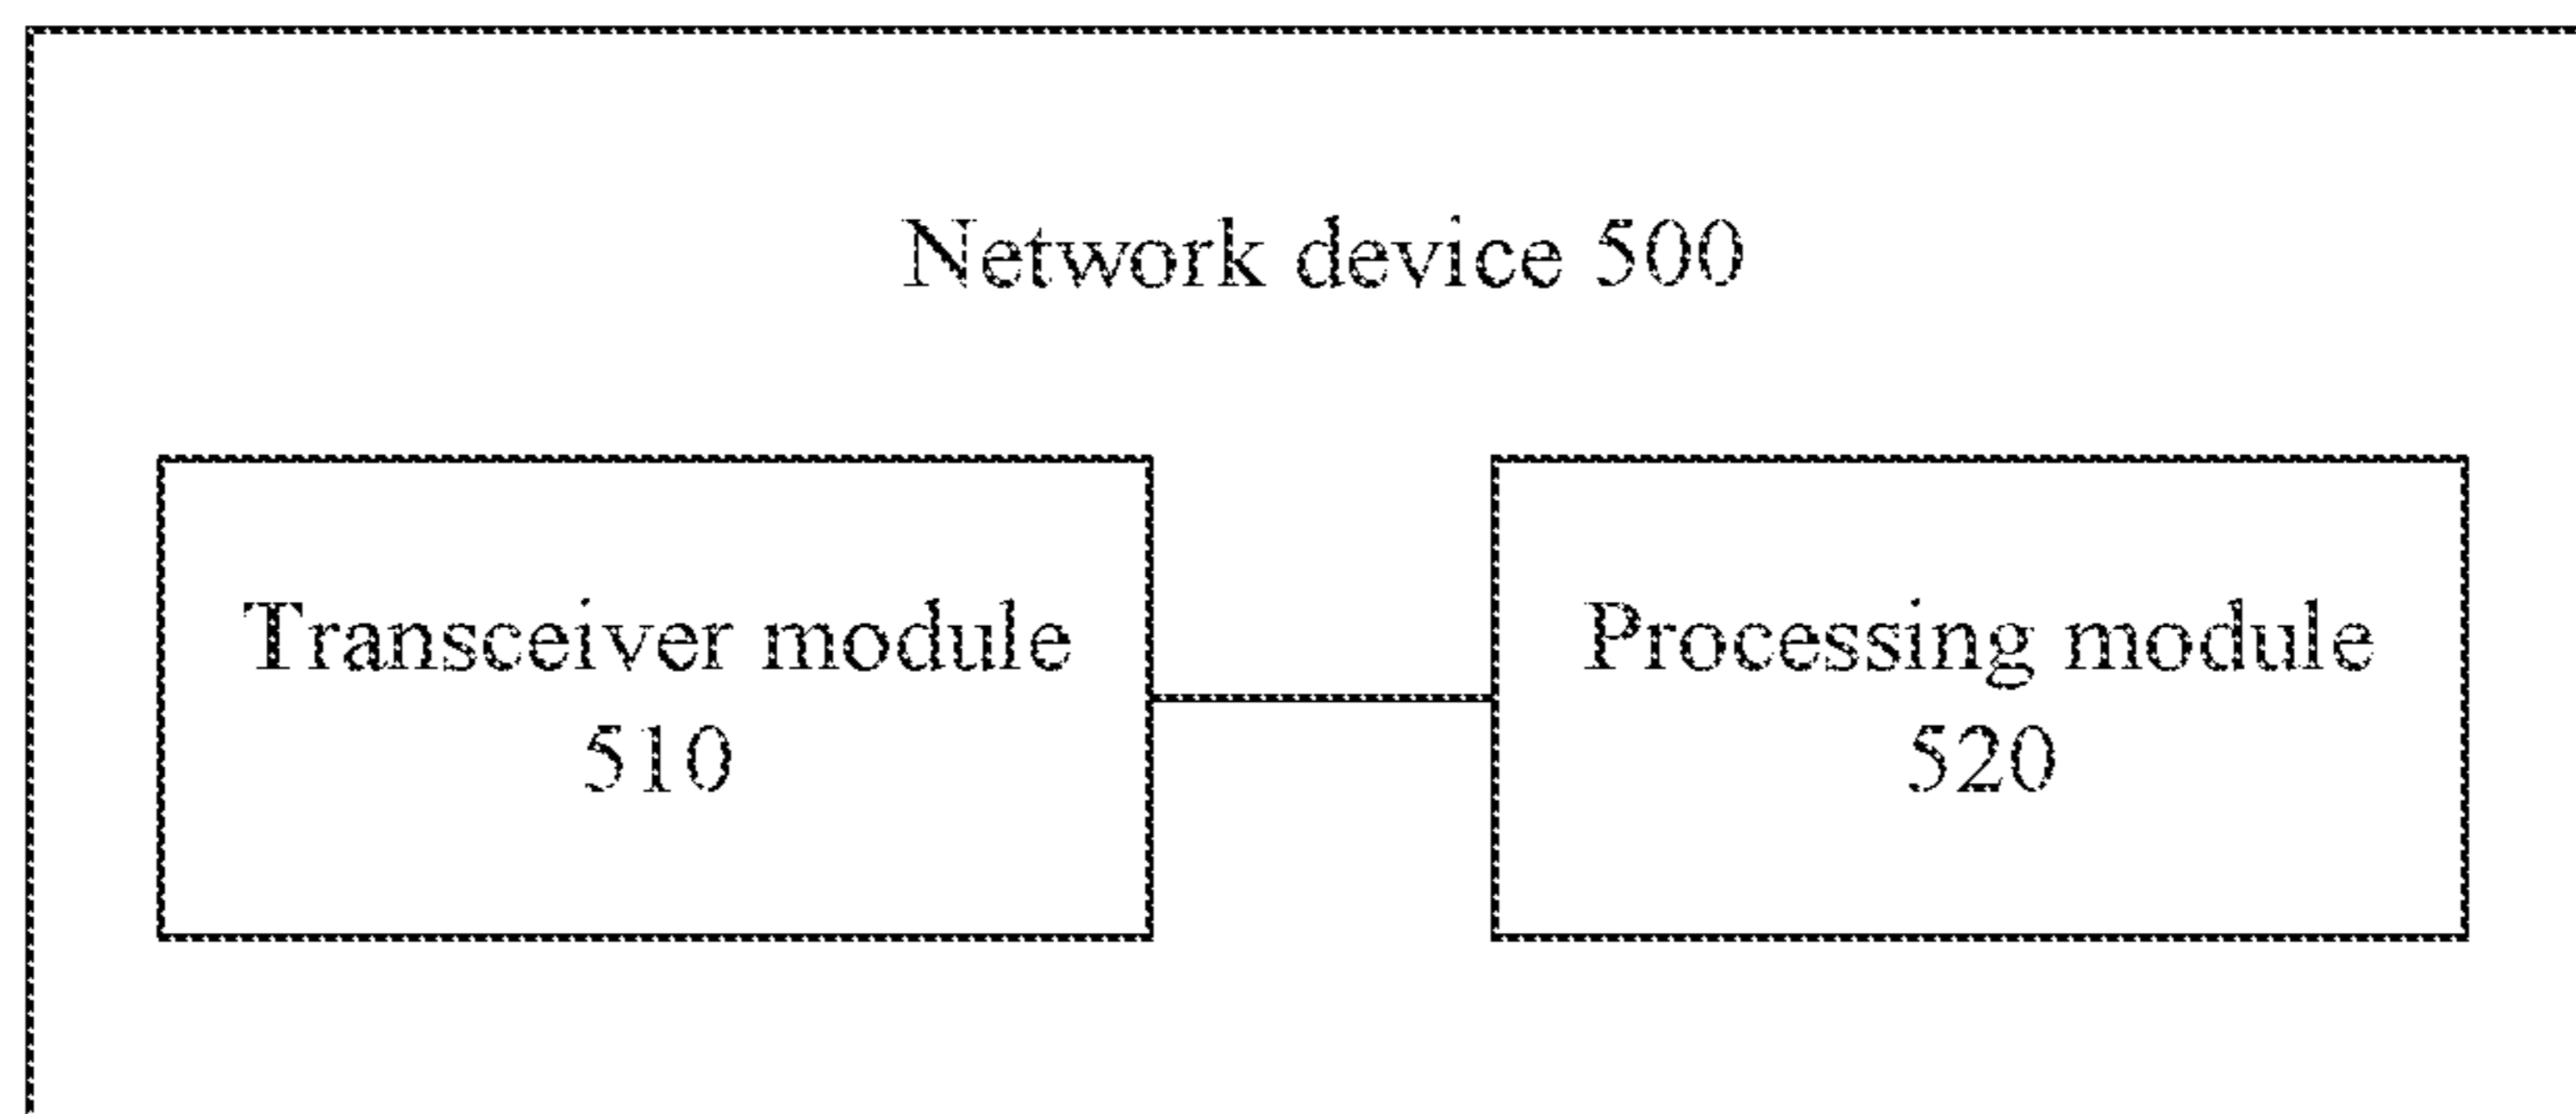 Network device 500
Transceiver module
510
Processing module
520